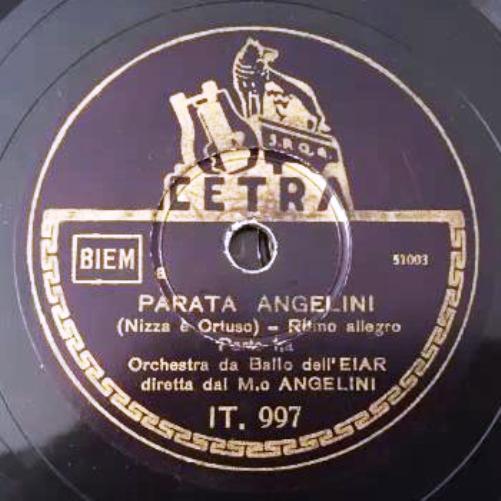 S.P.Q.R.
CETRA
BIEM
51003
PARATA ANGELINI
(Nizza e Ortuso) - Ritmo allegro
Orchestra da Ballo dell'EIAR
diretta dal M.o ANGELINI
IT. 997